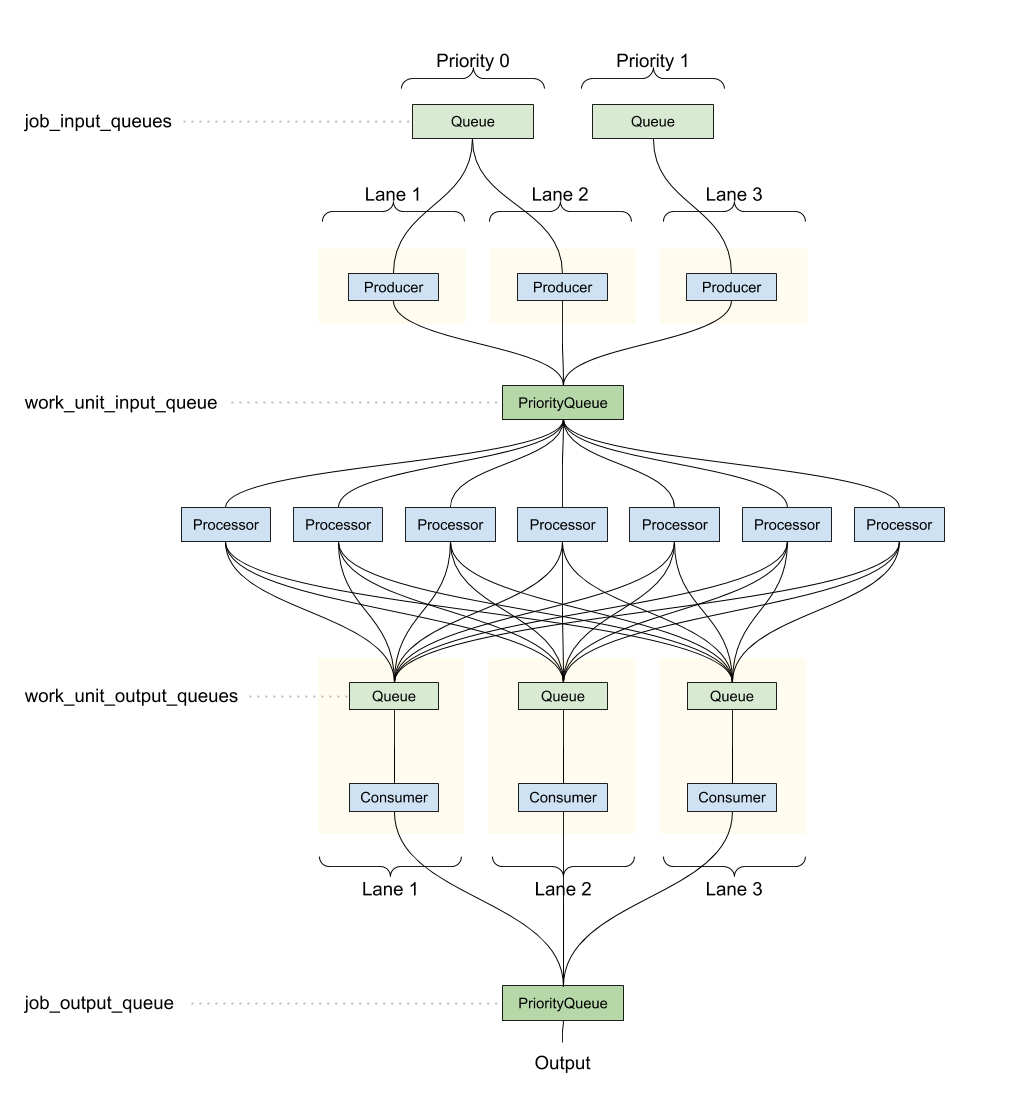 Priority 0
Priority 1
job_input_queues
Queue
Queue
Lane 1
Lane 2
Lane 3
Producer
Producer
Producer
work_unit_input_queue
PriorityQueue
Processor
Processor
Processor
Processor
Processor
Processor
Processor
work_unit_output_queues
Queue
Queue
Queue
Consumer
Consumer
Consumer
Lane 1
Lane 2
Lane 3
job_output_queue
PriorityQueue
Output